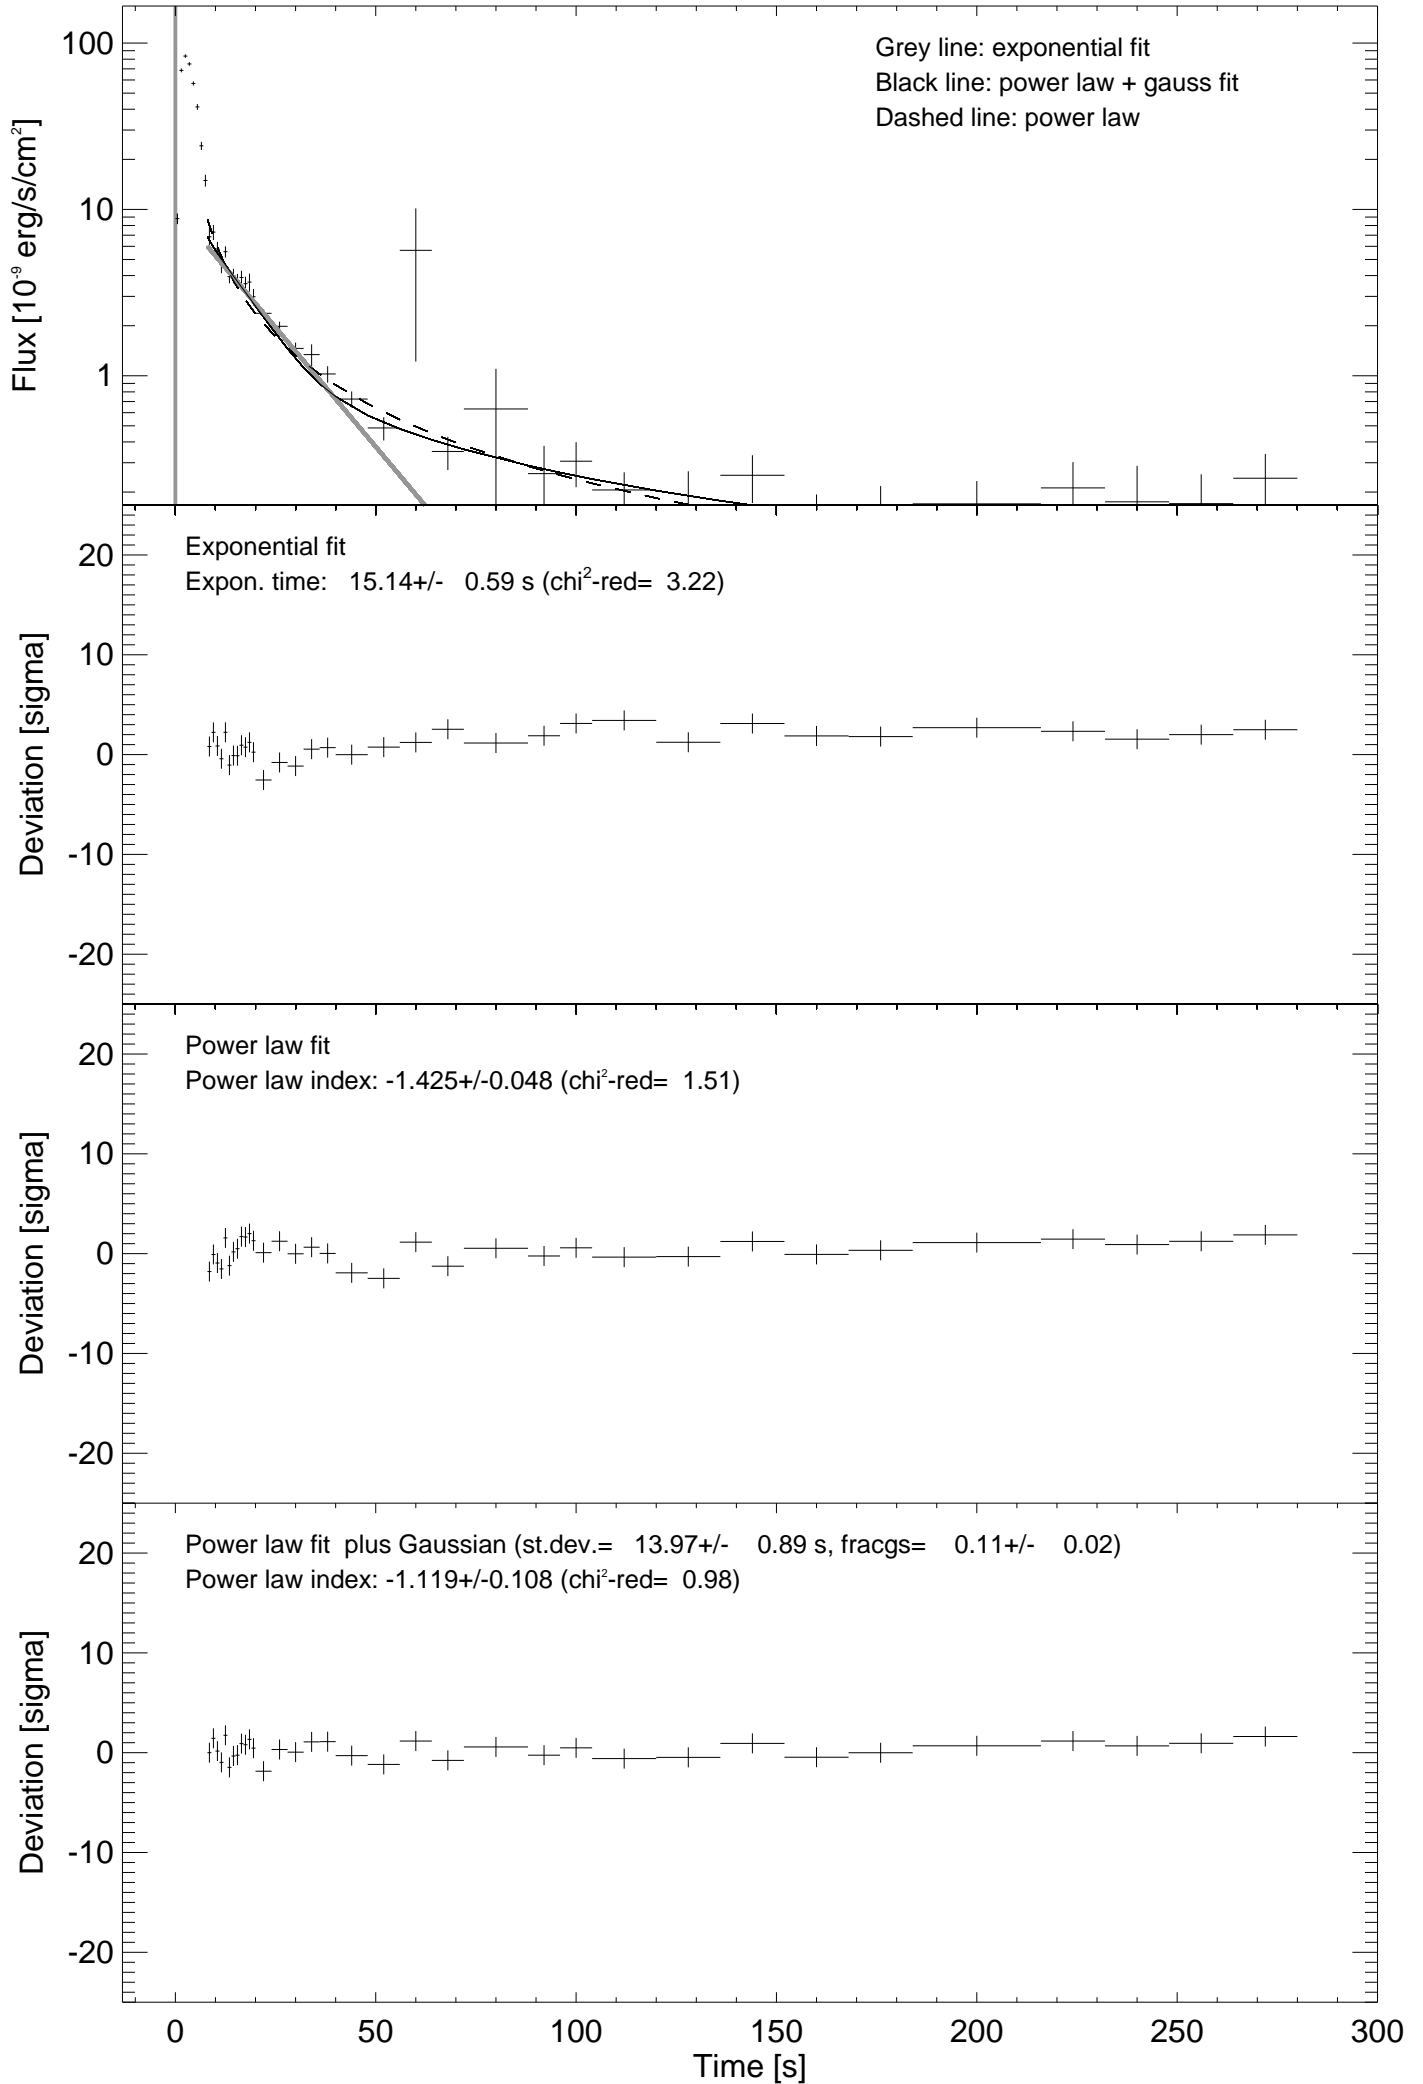 Grey line: exponential fit
Black line: power law + gauss fit
Dashed line: power law
100
10
1
Flux [10⁻⁹ erg/s/cm²]
Exponential fit
Expon. time: 15.14+/- 0.59 s (chi²-red= 3.22)
20
10
0
-10
-20
Deviation [sigma]
Power law fit
Power law index: -1.425+/-0.048 (chi²-red= 1.51)
20
10
0
-10
-20
Deviation [sigma]
Power law fit plus Gaussian (st.dev.= 13.97+/- 0.89 s, fracgs= 0.11+/- 0.02)
Power law index: -1.119+/-0.108 (chi²-red= 0.98)
20
10
0
-10
-20
Deviation [sigma]
0 50 100 150 200 250 300
Time [s]